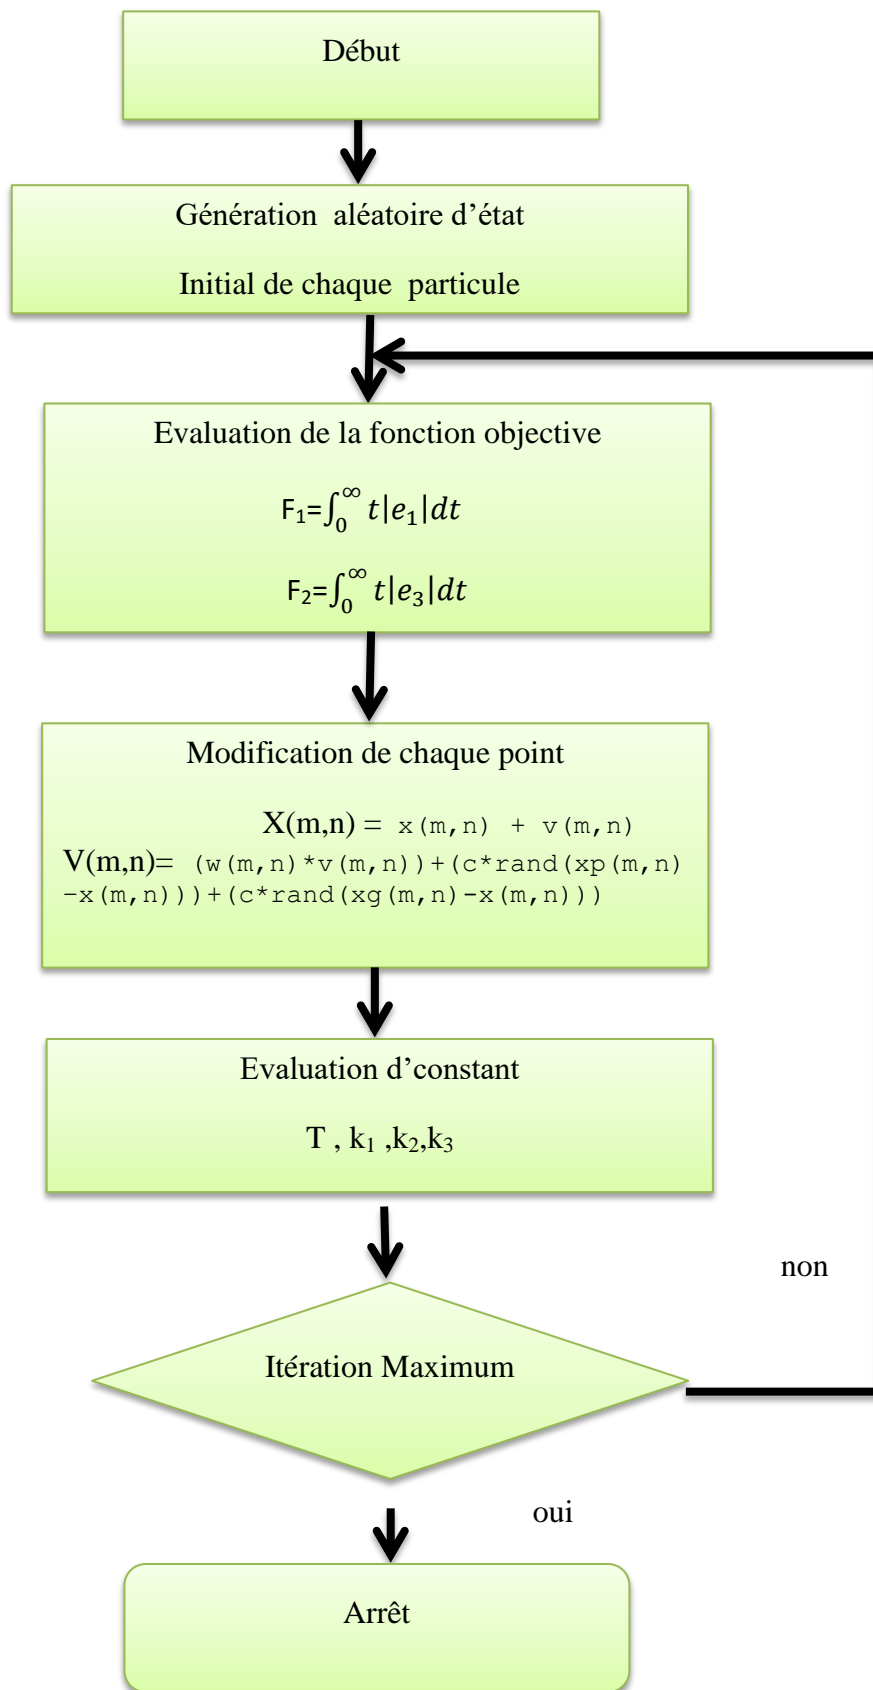 Début
Génération aléatoire d'état
Initial de chaque particule
Evaluation de la fonction objective
F₁=∫₀^∞ t|e₁|dt
F₂=∫₀^∞ t|e₃|dt
Modification de chaque point
X(m,n) = x(m,n) + v(m,n)
V(m,n)= (w(m,n)*v(m,n))+(c*rand(xp(m,n)
-x(m,n)))+(c*rand(xg(m,n)-x(m,n)))
Evaluation d'constant
T , k₁ ,k₂,k₃
non
Itération Maximum
oui
Arrêt